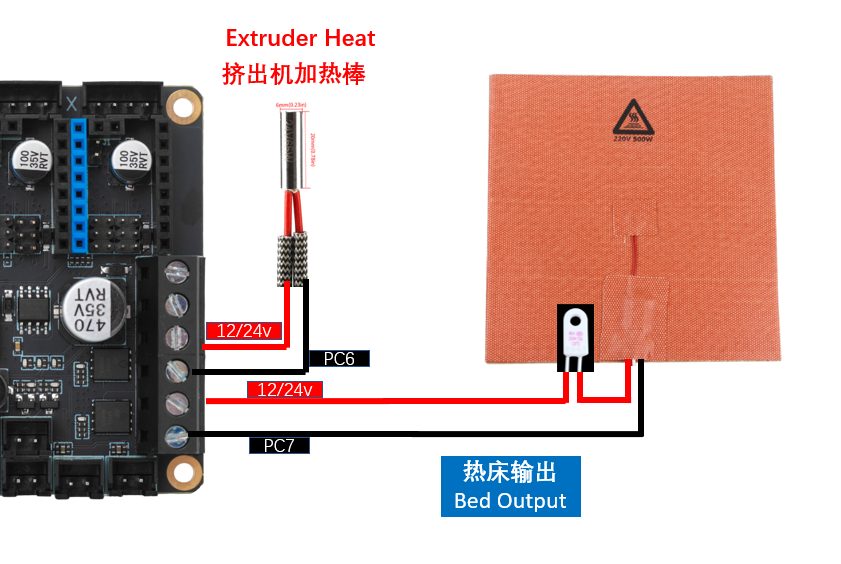 Extruder Heat
挤出机加热棒
6mm(0.23in)
20mm(0.78in)
X
J1
100
35V
RVT
100
35V
RVT
220V 500W
470
35V
RVT
12/24v
PC6
12/24v
PC7
热床输出
Bed Output